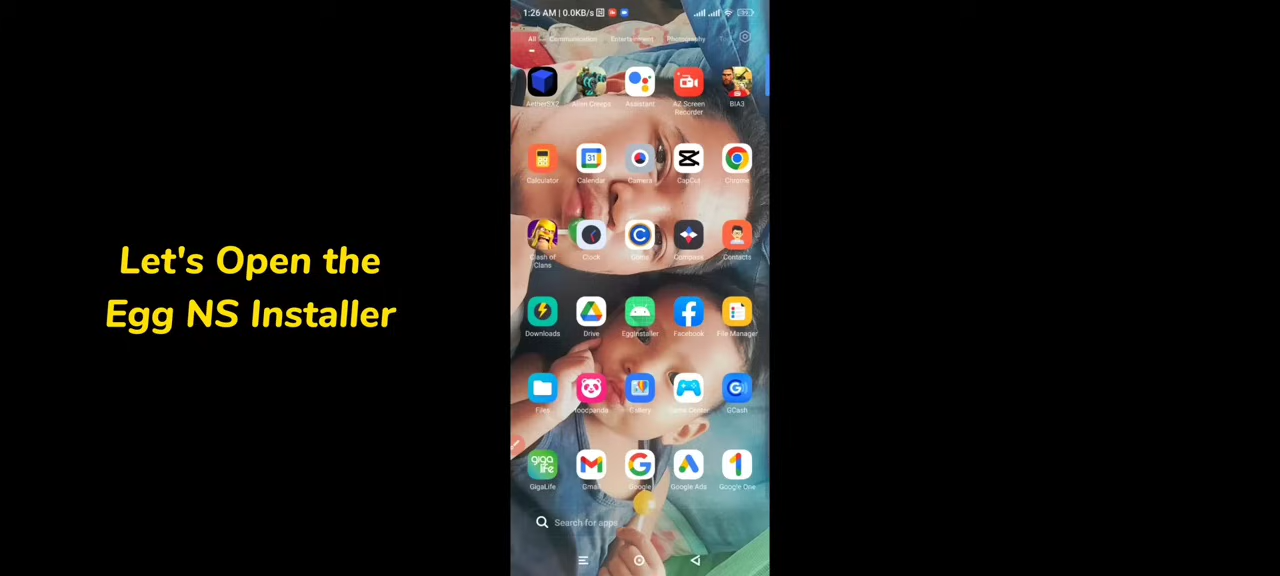 1:26 AM | 0.0KB/s
All Communication Entertainment Photography
AetherSX2 Alien Creeps Assistant AZ Screen BIA3
Recorder
Calculator Calendar Camera CapCut Chrome
Let's Open the
Egg NS Installer
Clash of Clock Compass Contacts
Clans
Downloads Drive EggInstaller Facebook File Manager
Files foodpanda Gallery Game Center GCash
GigaLife Gmail Google Google Ads Google One
Search for apps